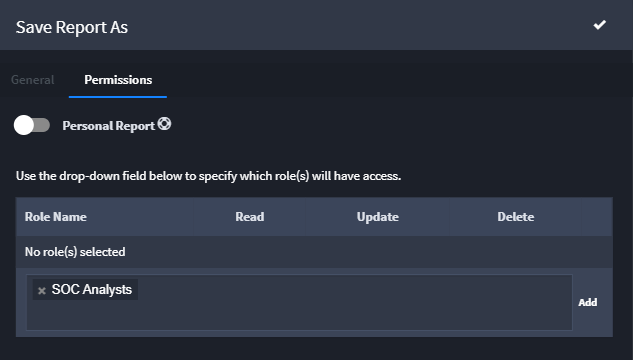 Save Report As
General Permissions
Personal Report
Use the drop-down field below to specify which role(s) will have access.
Role Name Read Update Delete
No role(s) selected
× SOC Analysts
Add